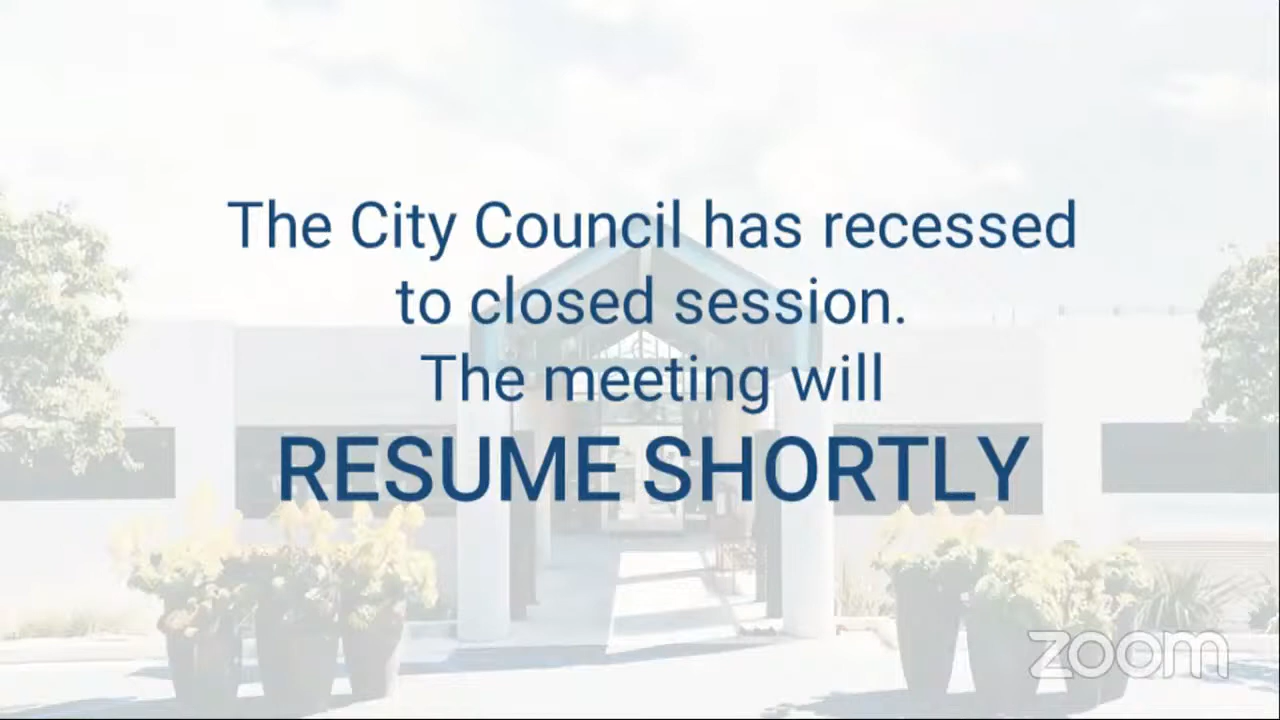 The City Council has recessed
to closed session.
The meeting will
RESUME SHORTLY
zoom